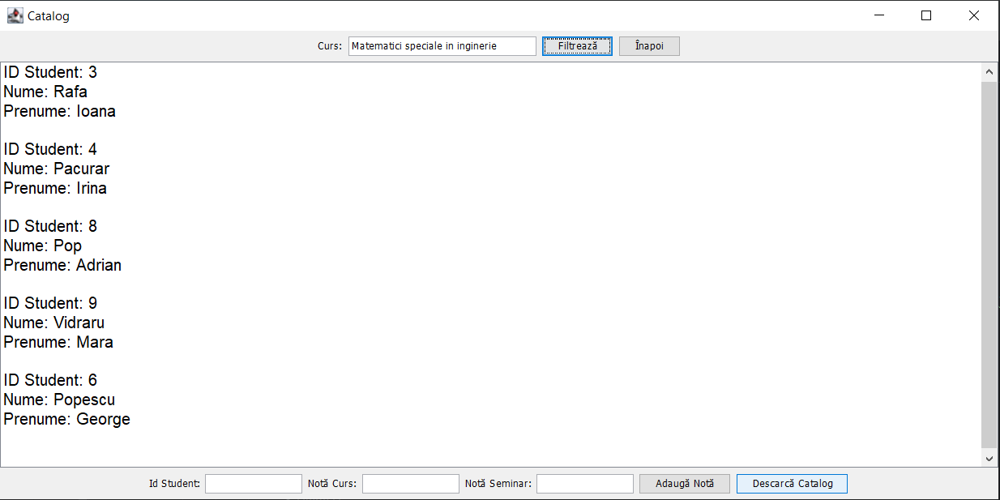 Catalog
Curs: Matematici speciale in inginerie Filtrează Înapoi
ID Student: 3
Nume: Rafa
Prenume: Ioana
ID Student: 4
Nume: Pacurar
Prenume: Irina
ID Student: 8
Nume: Pop
Prenume: Adrian
ID Student: 9
Nume: Vidraru
Prenume: Mara
ID Student: 6
Nume: Popescu
Prenume: George
Id Student: Notă Curs: Notă Seminar: Adaugă Notă Descarcă Catalog